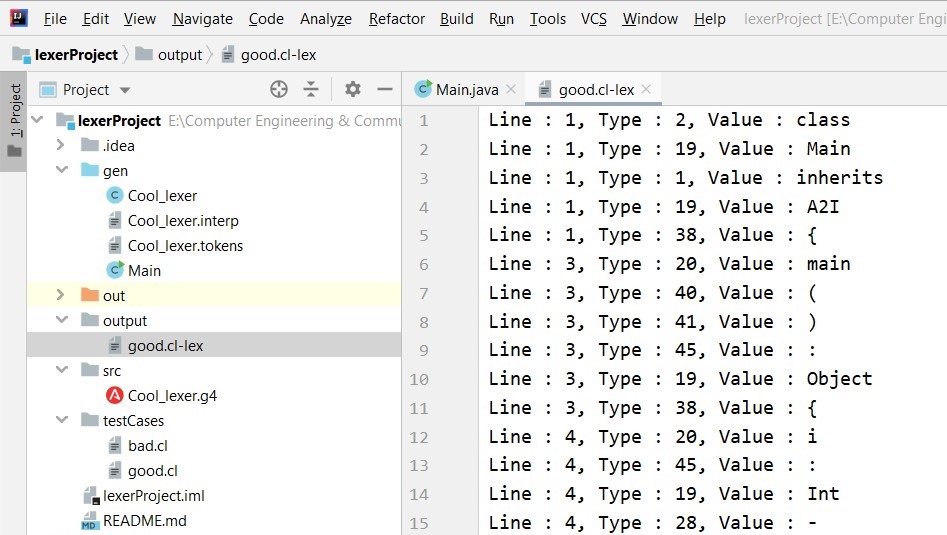 File Edit View Navigate Code Analyze Refactor Build Run Tools VCS Window Help lexerProject [E:\Computer Engi
lexerProject output good.cl-lex
1: Project
Project
Main.java good.cl-lex
lexerProject E:\Computer Engineering & Commu
.idea
gen
Cool_lexer
Cool_lexer.interp
Cool_lexer.tokens
Main
out
output
good.cl-lex
src
Cool_lexer.g4
testCases
bad.cl
good.cl
lexerProject.iml
README.md
1 Line : 1, Type : 2, Value : class
2 Line : 1, Type : 19, Value : Main
3 Line : 1, Type : 1, Value : inherits
4 Line : 1, Type : 19, Value : A2I
5 Line : 1, Type : 38, Value : {
6 Line : 3, Type : 20, Value : main
7 Line : 3, Type : 40, Value : (
8 Line : 3, Type : 41, Value : )
9 Line : 3, Type : 45, Value : :
10 Line : 3, Type : 19, Value : Object
11 Line : 3, Type : 38, Value : {
12 Line : 4, Type : 20, Value : i
13 Line : 4, Type : 45, Value : :
14 Line : 4, Type : 19, Value : Int
15 Line : 4, Type : 28, Value : -